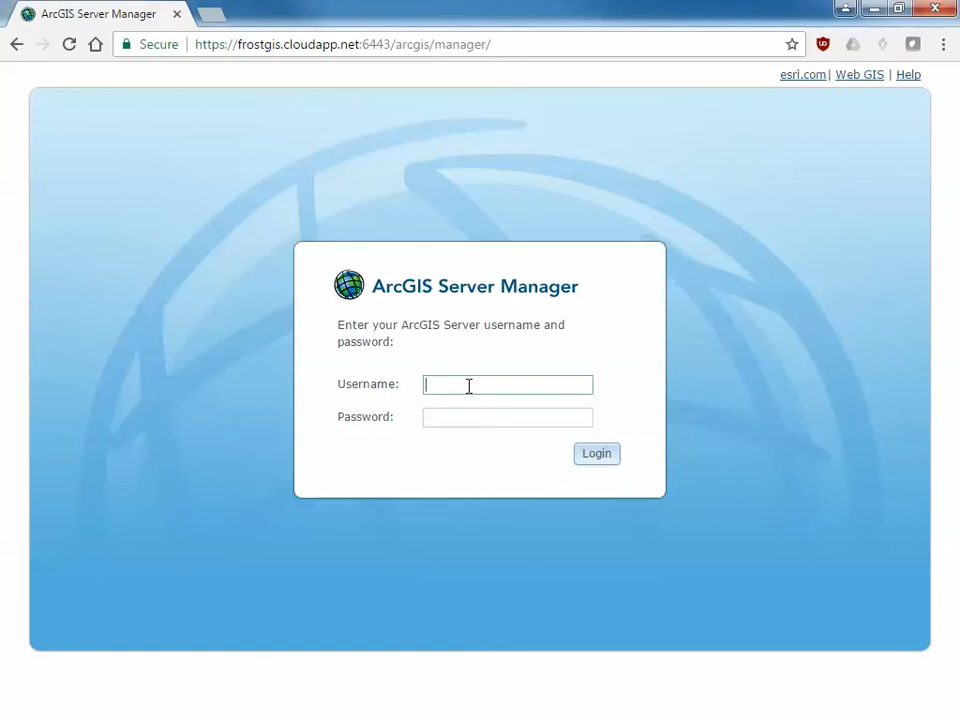 ArcGIS Server Manager
Secure https://frostgis.cloudapp.net:6443/arcgis/manager/
esri.com | Web GIS | Help
ArcGIS Server Manager
Enter your ArcGIS Server username and
password:
Username:
Password:
Login